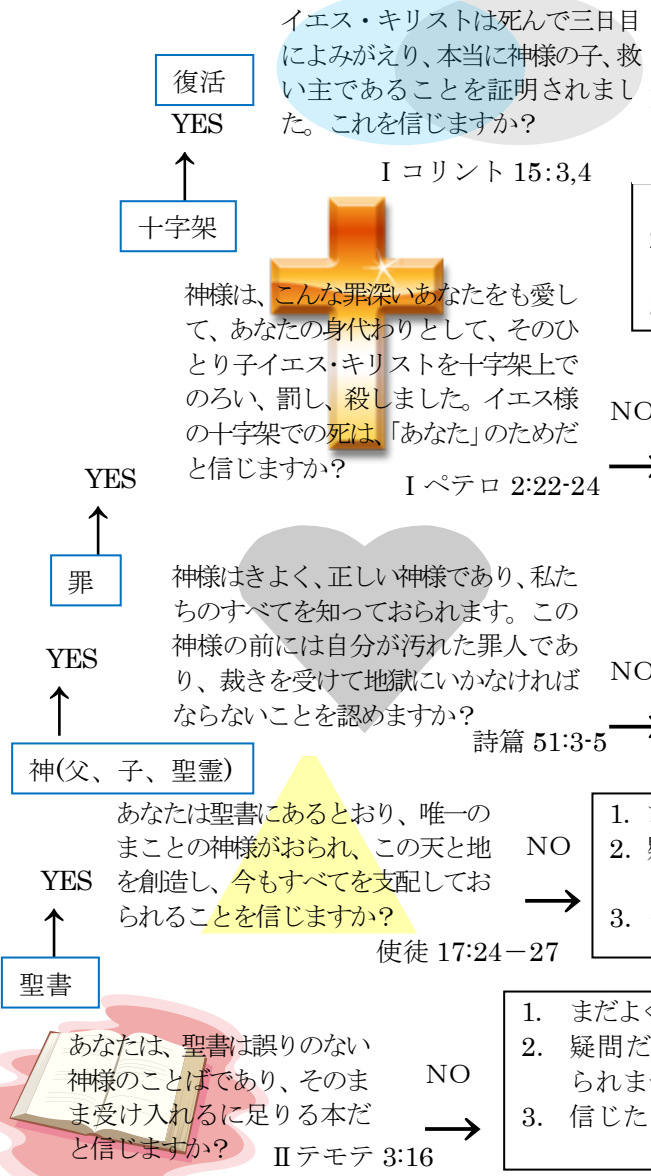 イエス・キリストは死んで三日目
によみがえり、本当に神様の子、救
い主であることを証明されまし
た。これを信じますか？
Ⅰコリント 15:3,4
復活
YES
十字架
神様は、こんな罪深いあなたをも愛し
て、あなたの身代わりとして、そのひ
とり子イエス･キリストを十字架上で
のろい、罰し、殺しました。イエス様
の十字架での死は、「あなた」のためだ
と信じますか？
Ⅰペテロ 2:22-24
NO
YES
罪
神様はきよく、正しい神様であり、私た
ちのすべてを知っておられます。この
神様の前には自分が汚れた罪人であ
り、裁きを受けて地獄にいかなければ
ならないことを認めますか？
詩篇 51:3-5
NO
YES
神(父、子、聖霊)
あなたは聖書にあるとおり、唯一の
まことの神様がおられ、この天と地
を創造し、今もすべてを支配してお
られることを信じますか？
使徒 17:24－27
NO
1.
2.
3.
YES
聖書
あなたは、聖書は誤りのない
神様のことばであり、そのま
ま受け入れるに足りる本だ
と信じますか？
Ⅱテモテ 3:16
NO
1. まだよ
2. 疑問だ
られま
3. 信じた